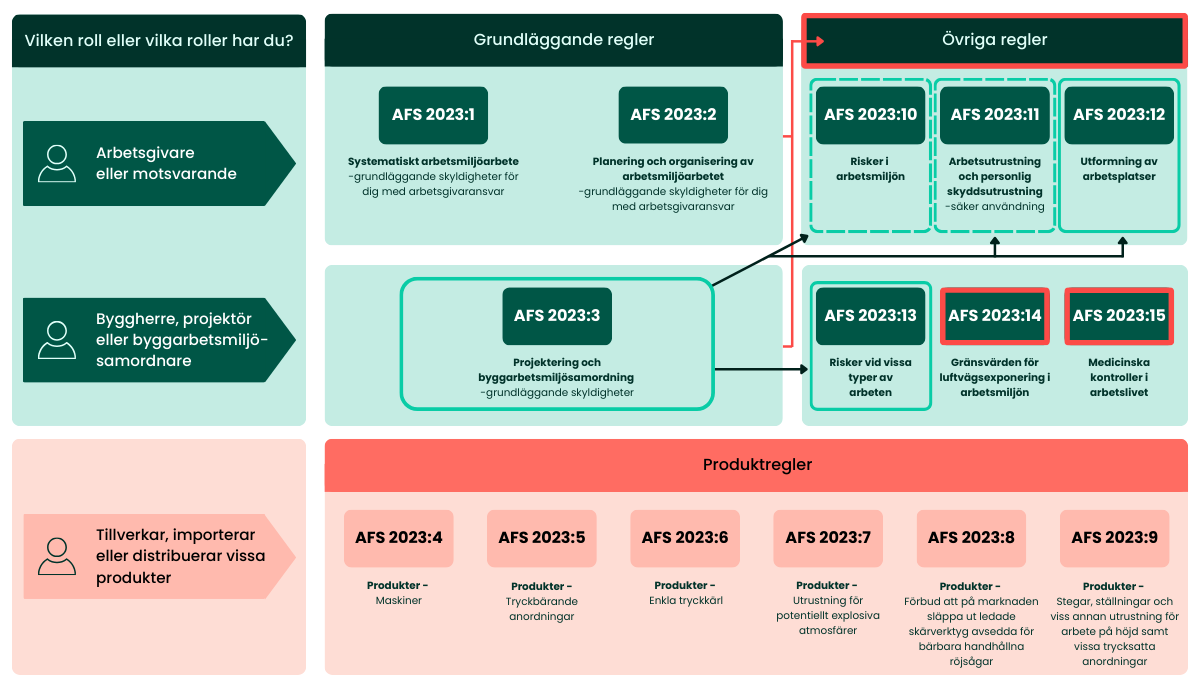 Vilken roll eller vilka roller har du?
Arbetsgivare
eller motsvarande
Byggherre, projektör
eller byggarbetsmiljö-
samordnare
Grundläggande regler
AFS 2023:1
Systematiskt arbetsmiljöarbete
-grundläggande skyldigheter för
dig med arbetsgivaransvar
AFS 2023:2
Planering och organisering av
arbetsmiljöarbetet
-grundläggande skyldigheter för dig
med arbetsgivaransvar
AFS 2023:3
Projektering och
byggarbetsmiljösamordning
-grundläggande skyldigheter
Övriga regler
AFS 2023:10
Risker i
arbetsmiljön
AFS 2023:11
Arbetsutrustning
och personlig
skyddsutrustning
-säker användning
AFS 2023:12
Utformning av
arbetsplatser
AFS 2023:13
Risker vid vissa
typer av
arbeten
AFS 2023:14
Gränsvärden för
luftvägsexponering i
arbetsmiljön
AFS 2023:15
Medicinska
kontroller i
arbetslivet
Tillverkar, importerar
eller distribuerar vissa
produkter
Produktregler
AFS 2023:4
Produkter -
Maskiner
AFS 2023:5
Produkter -
Tryckbärande
anordningar
AFS 2023:6
Produkter -
Enkla tryckkärl
AFS 2023:7
Produkter -
Utrustning för
potentiellt explosiva
atmosfärer
AFS 2023:8
Produkter -
Förbud att på marknaden
släppa ut ledade
skärverktyg avsedda för
bärbara handhållna
röjsågar
AFS 2023:9
Produkter -
Stegar, ställningar och
viss annan utrustning för
arbete på höjd samt
vissa trycksatta
anordningar